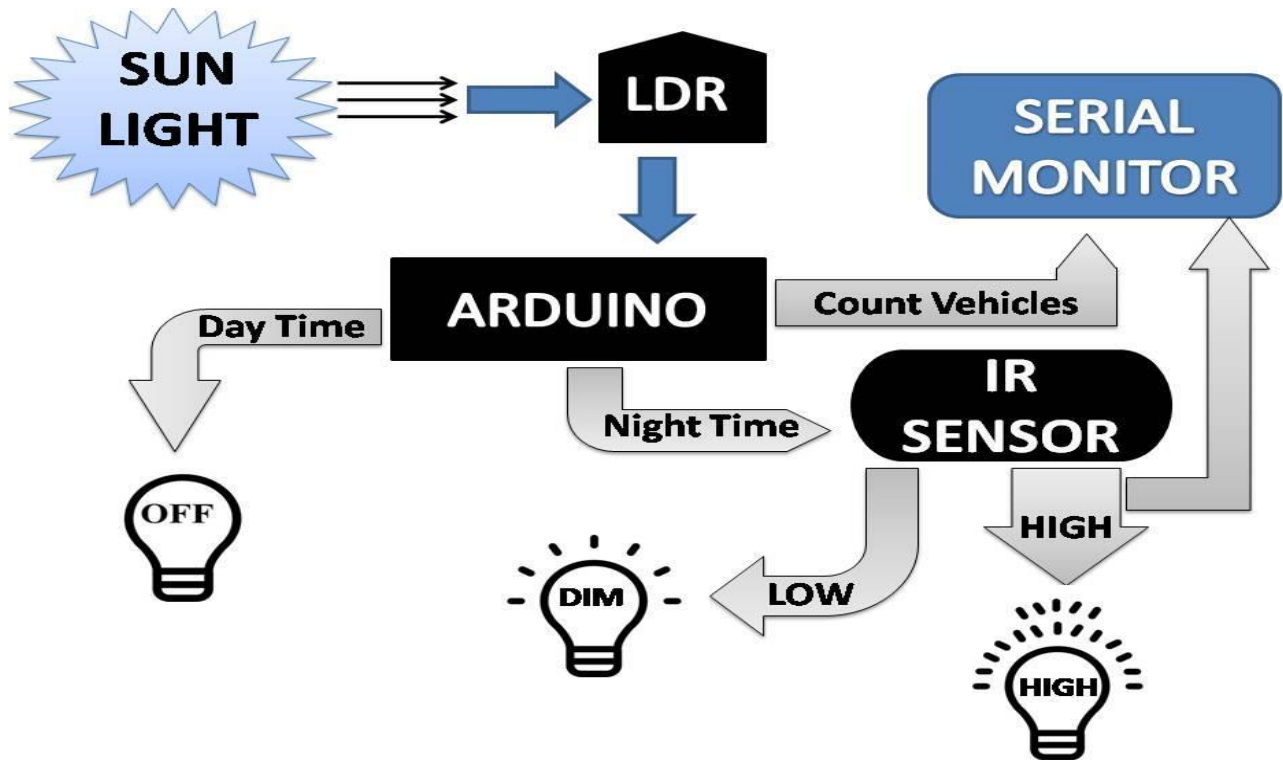 SUN
LIGHT
LDR
SERIAL
MONITOR
ARDUINO
Day Time
Count Vehicles
Night Time
IR
SENSOR
OFF
DIM
LOW
HIGH
HIGH